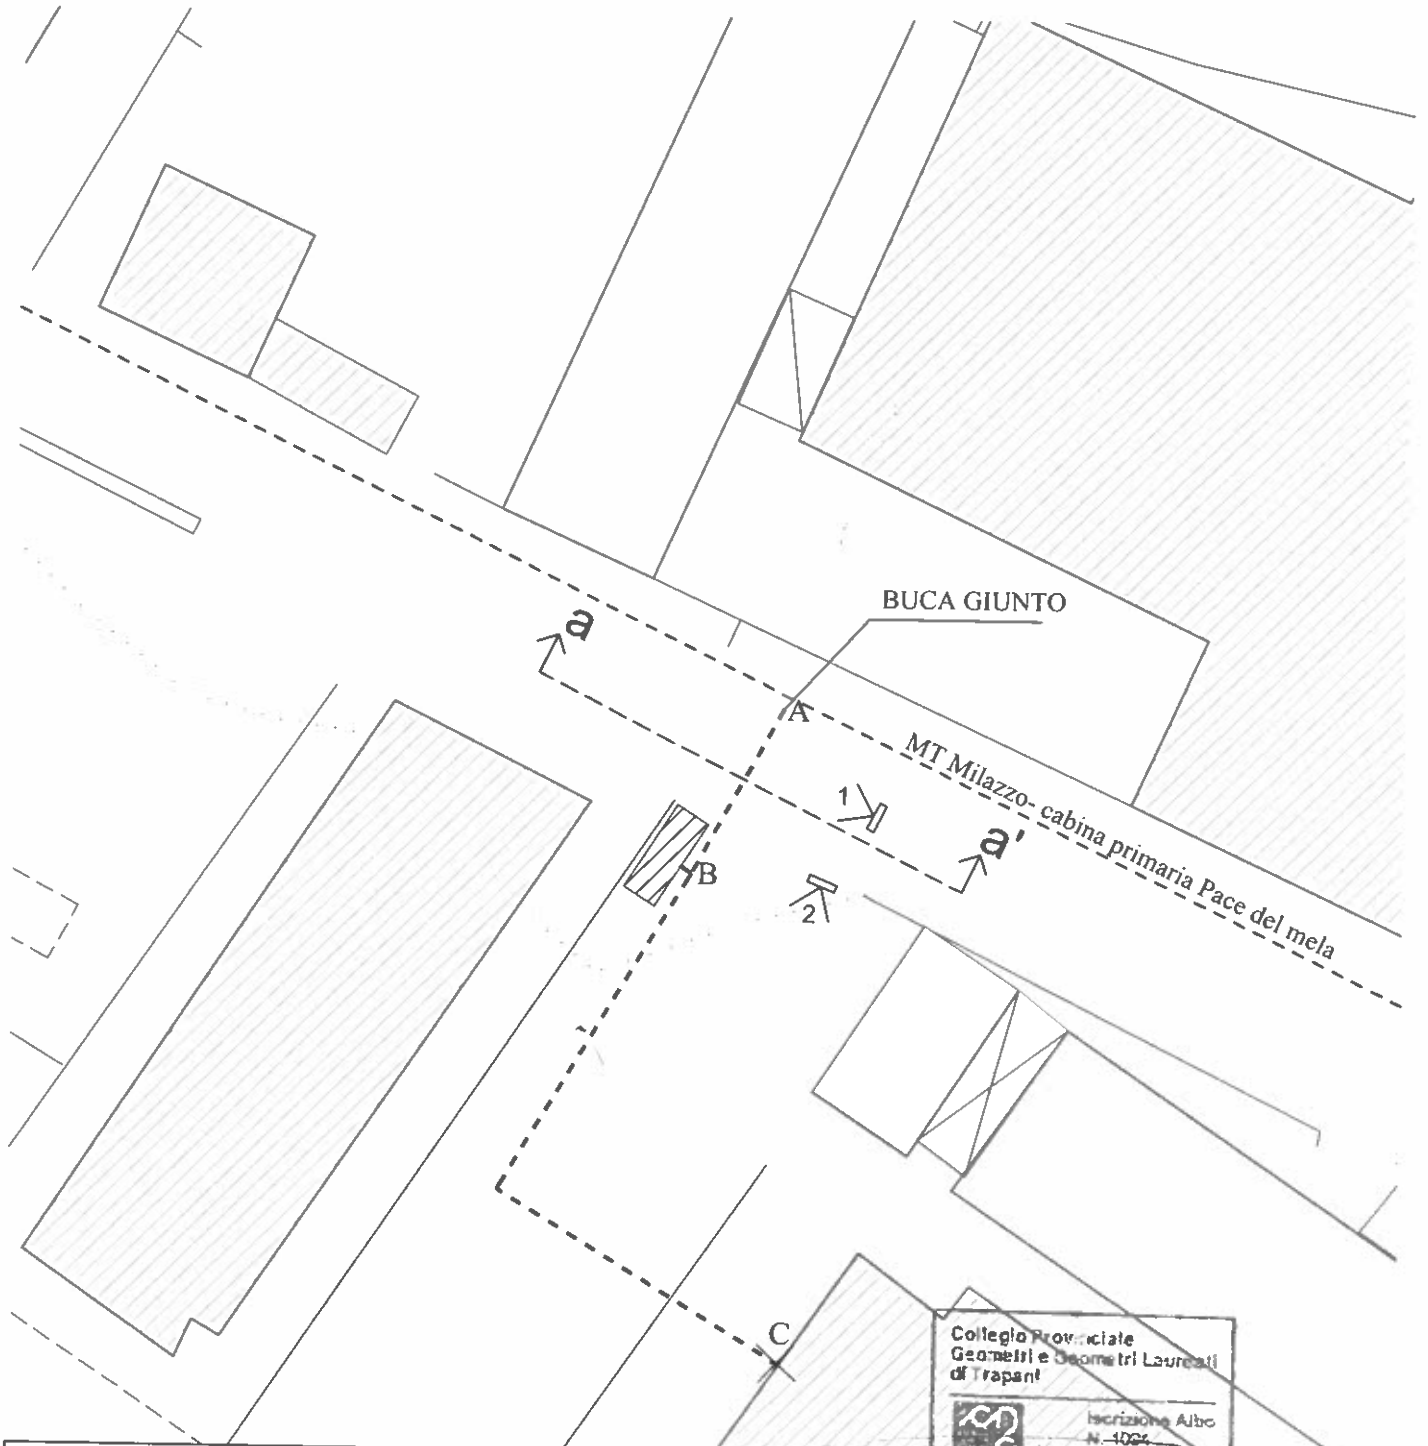 a
BUCA GIUNTO
A
MT Milazzo- cabina primaria Pace del mela
1
a'
B
2
C
Collegio Provinciale
Geometri e Geometri Laureati
di Trapani
Iscrizione Albo
N.